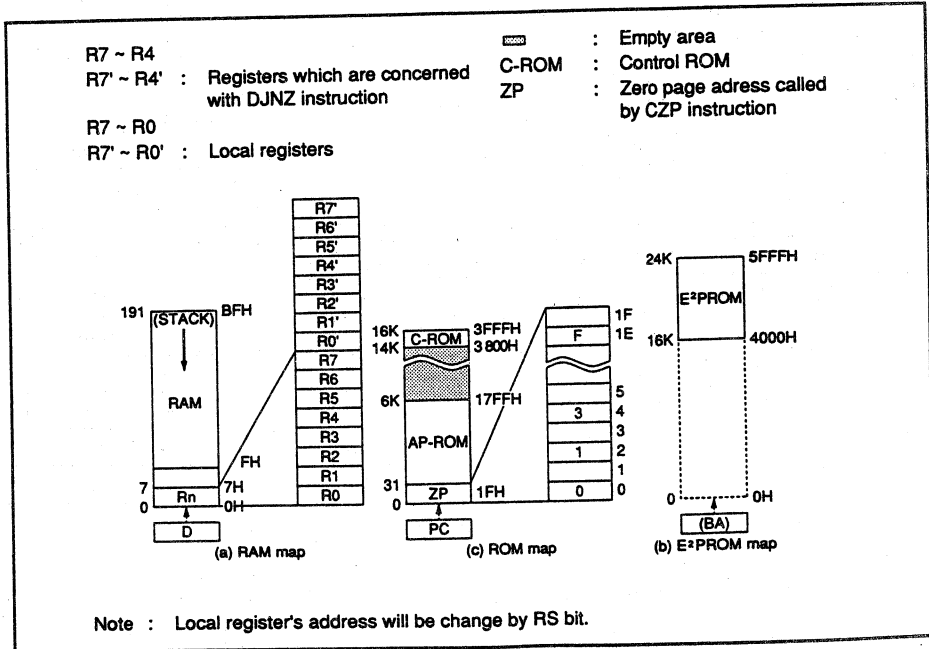 R7 ~ R4
R7' ~ R4' : Registers which are concerned
with DJNZ instruction
R7 ~ R0
R7' ~ R0' : Local registers
: Empty area
C-ROM : Control ROM
ZP : Zero page adress called
by CZP instruction
191
(STACK)
BFH
RAM
FH
7
7H
Rn
0
0H
D
(a) RAM map
R7'
R6'
R5'
R4'
R3'
R2'
R1'
R0'
R7
R6
R5
R4
R3
R2
R1
R0
16K
3FFFH
C-ROM
14K
3800H
6K
17FFH
AP-ROM
31
ZP
1FH
0
PC
(c) ROM map
1F
F
1E
5
3
4
3
1
2
1
0
0
24K
5FFFH
E²PROM
16K
4000H
0
0H
(BA)
(b) E²PROM map
Note : Local register's address will be change by RS bit.